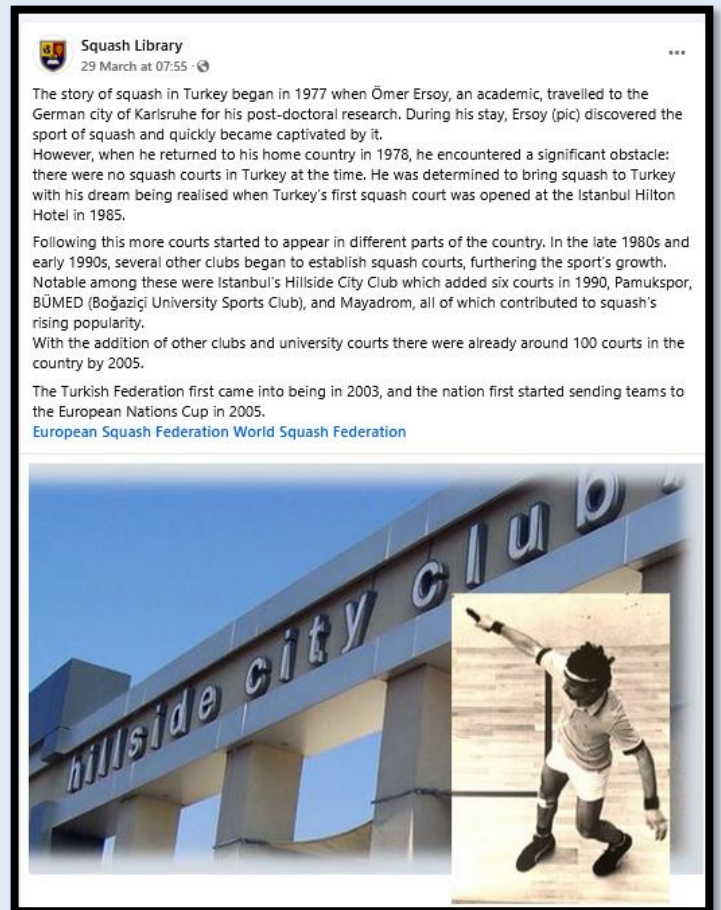 Squash Library
29 March at 07:55 ·
The story of squash in Turkey began in 1977 when Ömer Ersoy, an academic, travelled to the
German city of Karlsruhe for his post-doctoral research. During his stay, Ersoy (pic) discovered the
sport of squash and quickly became captivated by it.
However, when he returned to his home country in 1978, he encountered a significant obstacle:
there were no squash courts in Turkey at the time. He was determined to bring squash to Turkey
with his dream being realised when Turkey's first squash court was opened at the Istanbul Hilton
Hotel in 1985.
Following this more courts started to appear in different parts of the country. In the late 1980s and
early 1990s, several other clubs began to establish squash courts, furthering the sport's growth.
Notable among these were Istanbul's Hillside City Club which added six courts in 1990, Pamukspor,
BÜMED (Boğaziçi University Sports Club), and Mayadrom, all of which contributed to squash's
rising popularity.
With the addition of other clubs and university courts there were already around 100 courts in the
country by 2005.
The Turkish Federation first came into being in 2003, and the nation first started sending teams to
the European Nations Cup in 2005.
European Squash Federation World Squash Federation
hillside city club